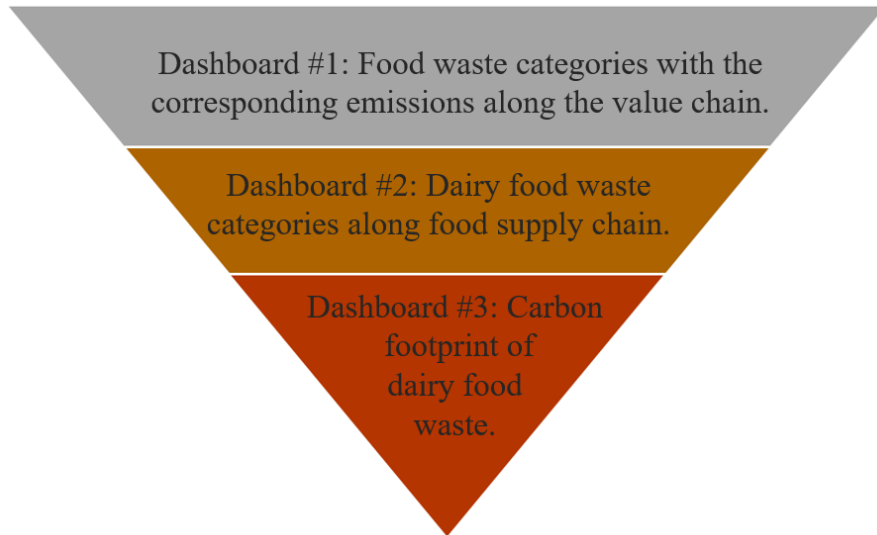 Dashboard #1: Food waste categories with the
corresponding emissions along the value chain.
Dashboard #2: Dairy food waste
categories along food supply chain.
Dashboard #3: Carbon
footprint of
dairy food
waste.